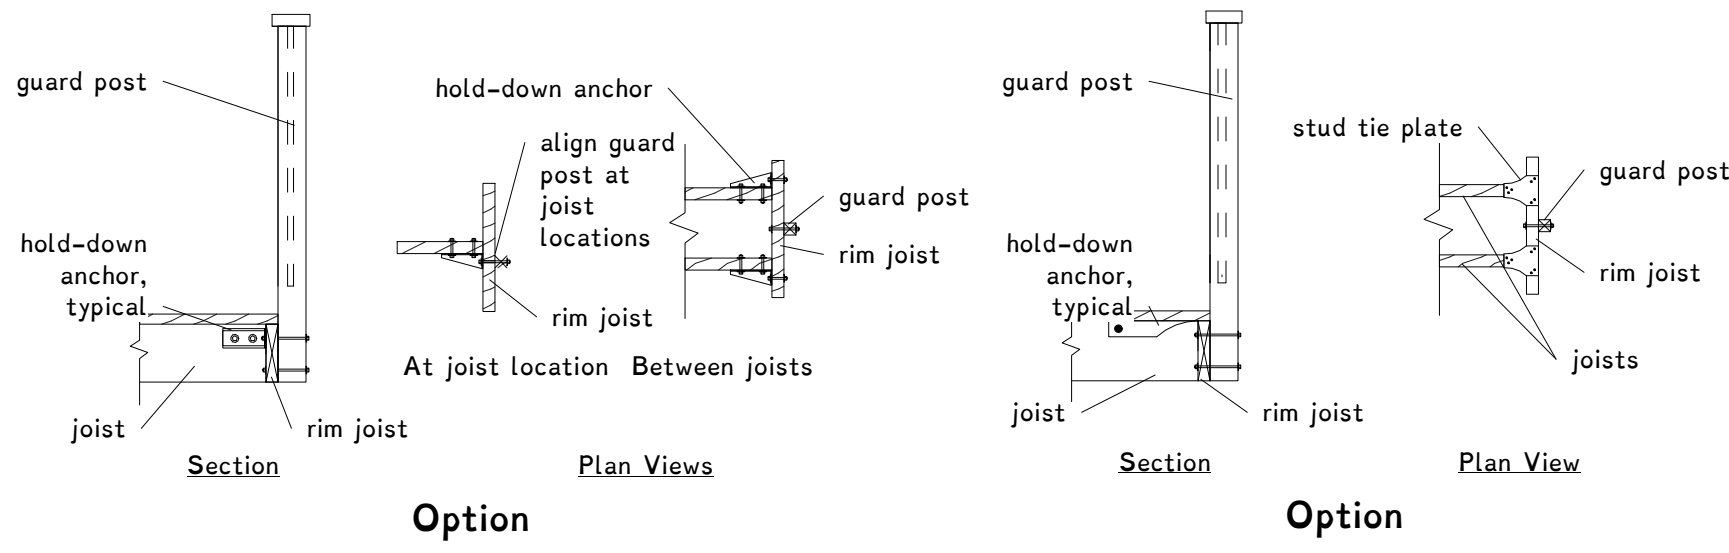 guard post
hold-down anchor
align guard
post at
joist
locations
guard post
rim joist
hold-down
anchor,
typical
rim joist
At joist location
Between joists
joist
rim joist
Section
Plan Views
Option
guard post
stud tie plate
guard post
hold-down
anchor,
typical
rim joist
joists
joist
rim joist
Section
Plan View
Option